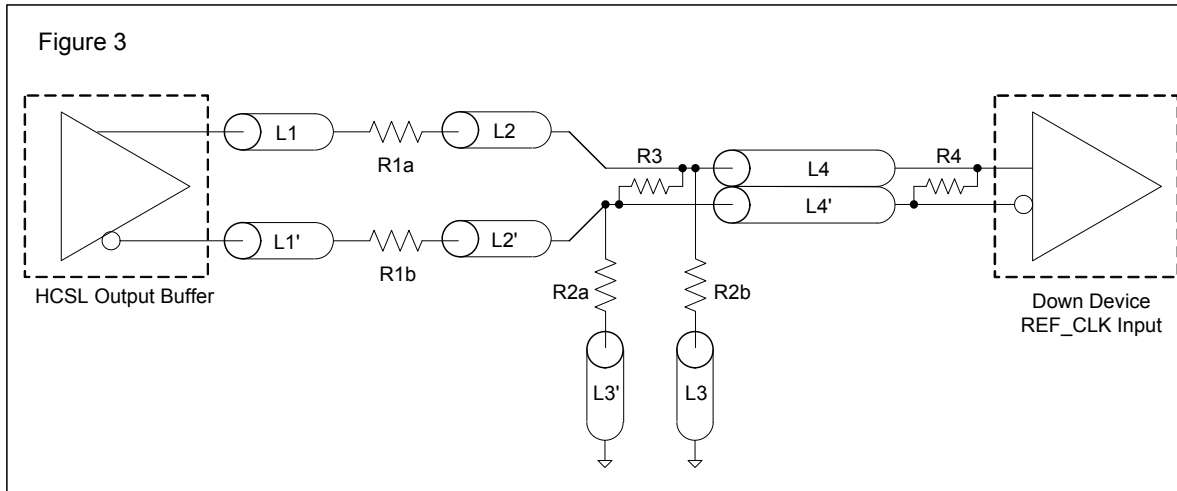 Figure 3
L1
R1a
L2
R3
L4
R4
L4'
L1'
R1b
L2'
HCSL Output Buffer
R2a
R2b
Down Device
REF_CLK Input
L3'
L3